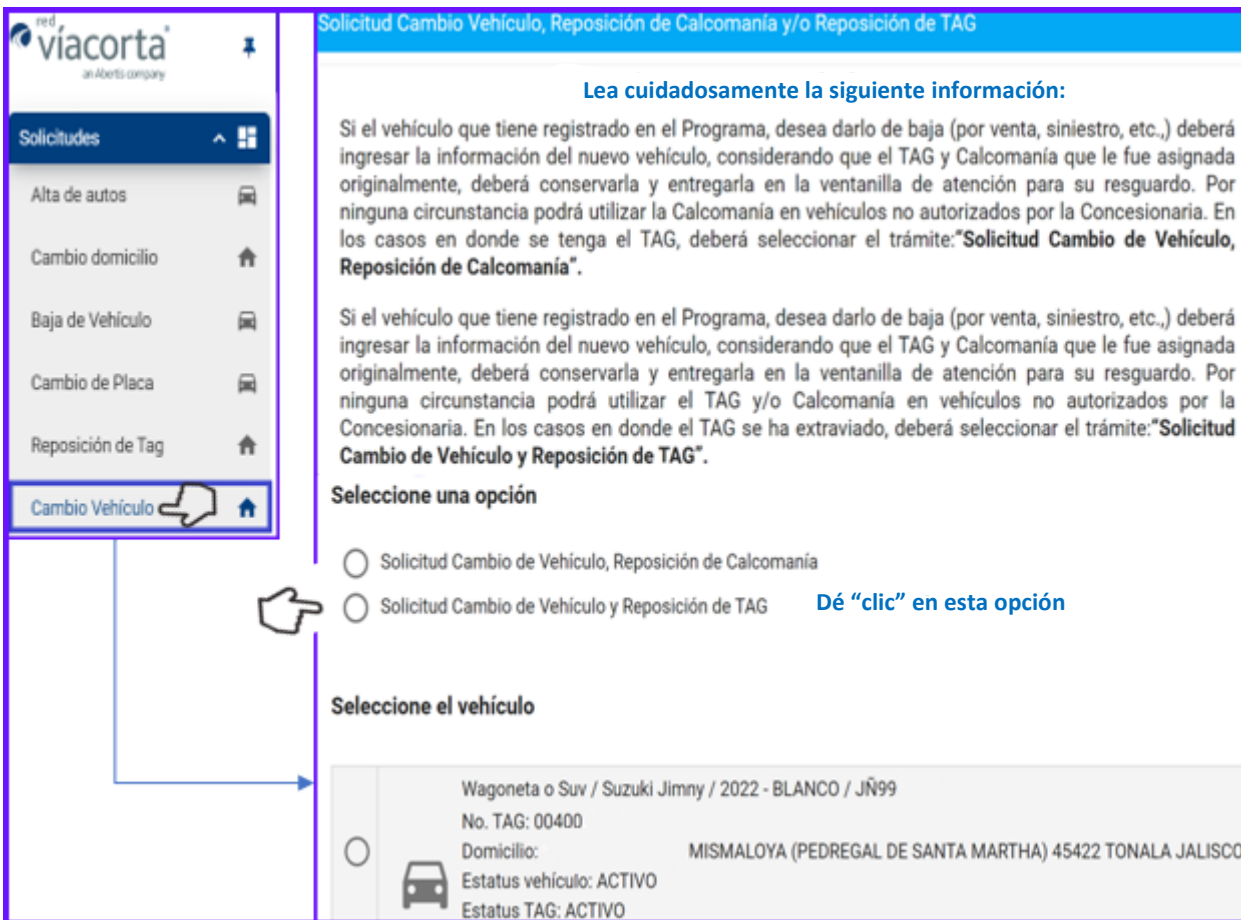 red
víacorta
an Abertis company
Solicitudes
Alta de autos
Cambio domicilio
Baja de Vehículo
Cambio de Placa
Reposición de Tag
Cambio Vehículo
Solicitud Cambio Vehículo, Reposición de Calcomanía y/o Reposición de TAG
Lea cuidadosamente la siguiente información:
Si el vehículo que tiene registrado en el Programa, desea darlo de baja (por venta, siniestro, etc.,) deberá
ingresar la información del nuevo vehículo, considerando que el TAG y Calcomanía que le fue asignada
originalmente, deberá conservarla y entregarla en la ventanilla de atención para su resguardo. Por
ninguna circunstancia podrá utilizar la Calcomanía en vehículos no autorizados por la Concesionaria. En
los casos en donde se tenga el TAG, deberá seleccionar el trámite:"Solicitud Cambio de Vehículo,
Reposición de Calcomanía".
Si el vehículo que tiene registrado en el Programa, desea darlo de baja (por venta, siniestro, etc.,) deberá
ingresar la información del nuevo vehículo, considerando que el TAG y Calcomanía que le fue asignada
originalmente, deberá conservarla y entregarla en la ventanilla de atención para su resguardo. Por
ninguna circunstancia podrá utilizar el TAG y/o Calcomanía en vehículos no autorizados por la
Concesionaria. En los casos en donde el TAG se ha extraviado, deberá seleccionar el trámite:"Solicitud
Cambio de Vehículo y Reposición de TAG".
Seleccione una opción
Solicitud Cambio de Vehículo, Reposición de Calcomanía
Solicitud Cambio de Vehículo y Reposición de TAG
Dé "clic" en esta opción
Seleccione el vehículo
Wagoneta o Suv / Suzuki Jimny / 2022 - BLANCO / JÑ99
No. TAG: 00400
Domicilio: MISMALOYA (PEDREGAL DE SANTA MARTHA) 45422 TONALA JALISCO
Estatus vehículo: ACTIVO
Estatus TAG: ACTIVO